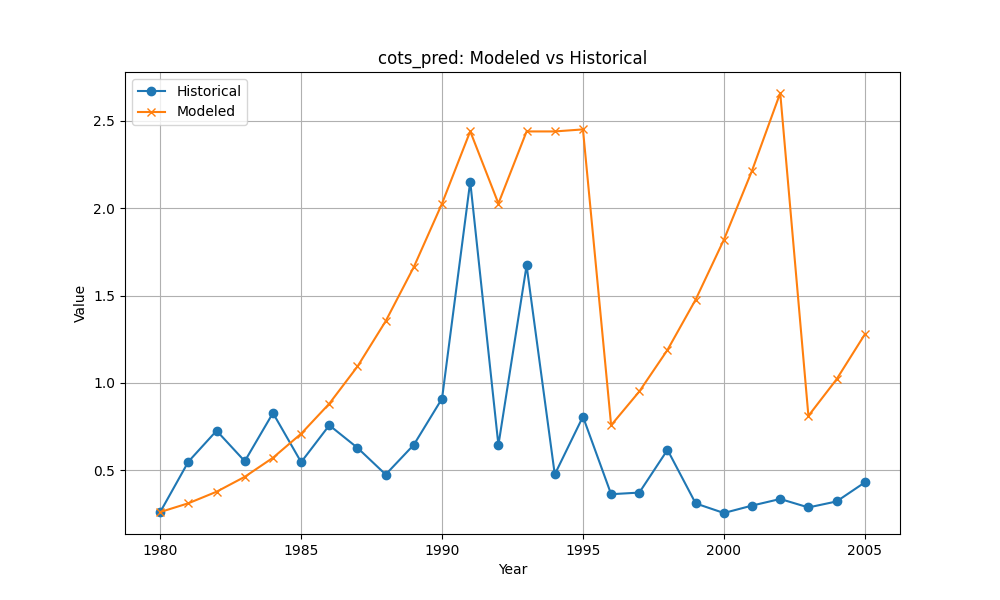 cots_pred: Modeled vs Historical
Historical
Modeled
2.5
2.0
1.5
1.0
0.5
Value
1980 1985 1990 1995 2000 2005
Year